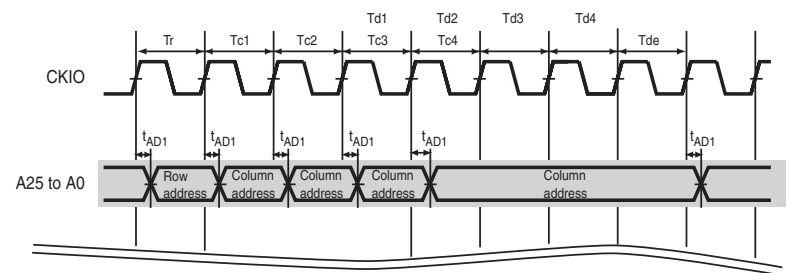 Td1 Td2 Td3 Td4
Tr Tc1 Tc2 Tc3 Tc4 Tde
CKIO
tAD1 tAD1 tAD1 tAD1 tAD1 tAD1
A25 to A0
Row address
Column address
Column address
Column address
Column address